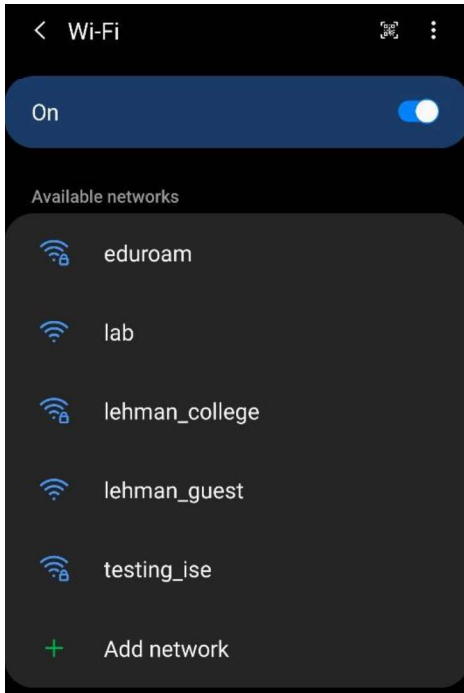 Wi-Fi
On
Available networks
eduroam
lab
lehman_college
lehman_guest
testing_ise
Add network